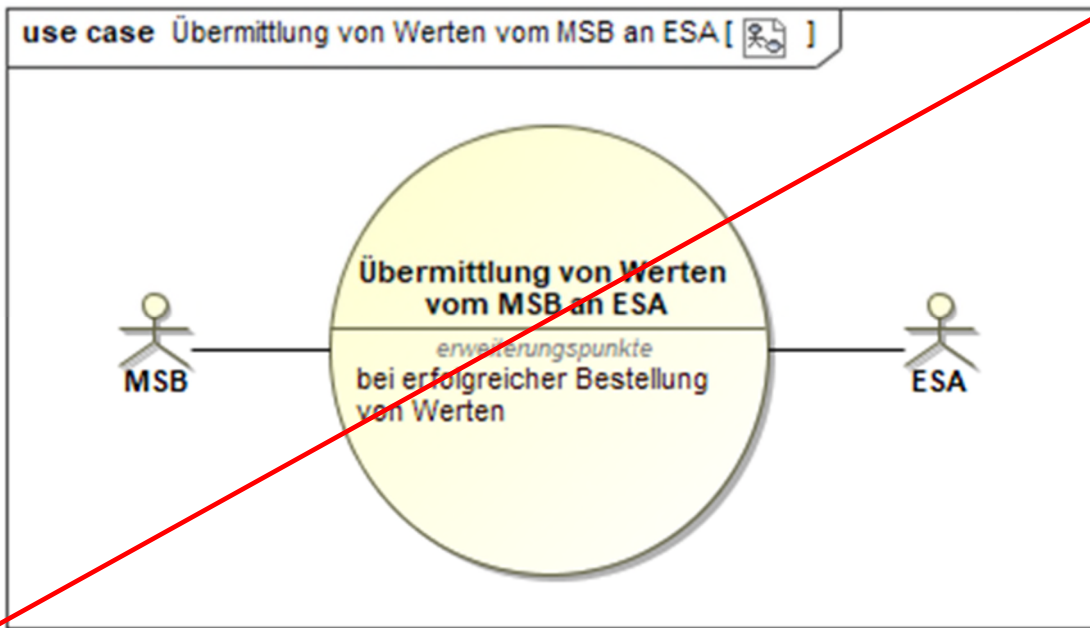 use case Übermittlung von Werten vom MSB an ESA [ ]
Übermittlung von Werten
vom MSB an ESA
erweiterungspunkte
bei erfolgreicher Bestellung
von Werten
MSB
ESA